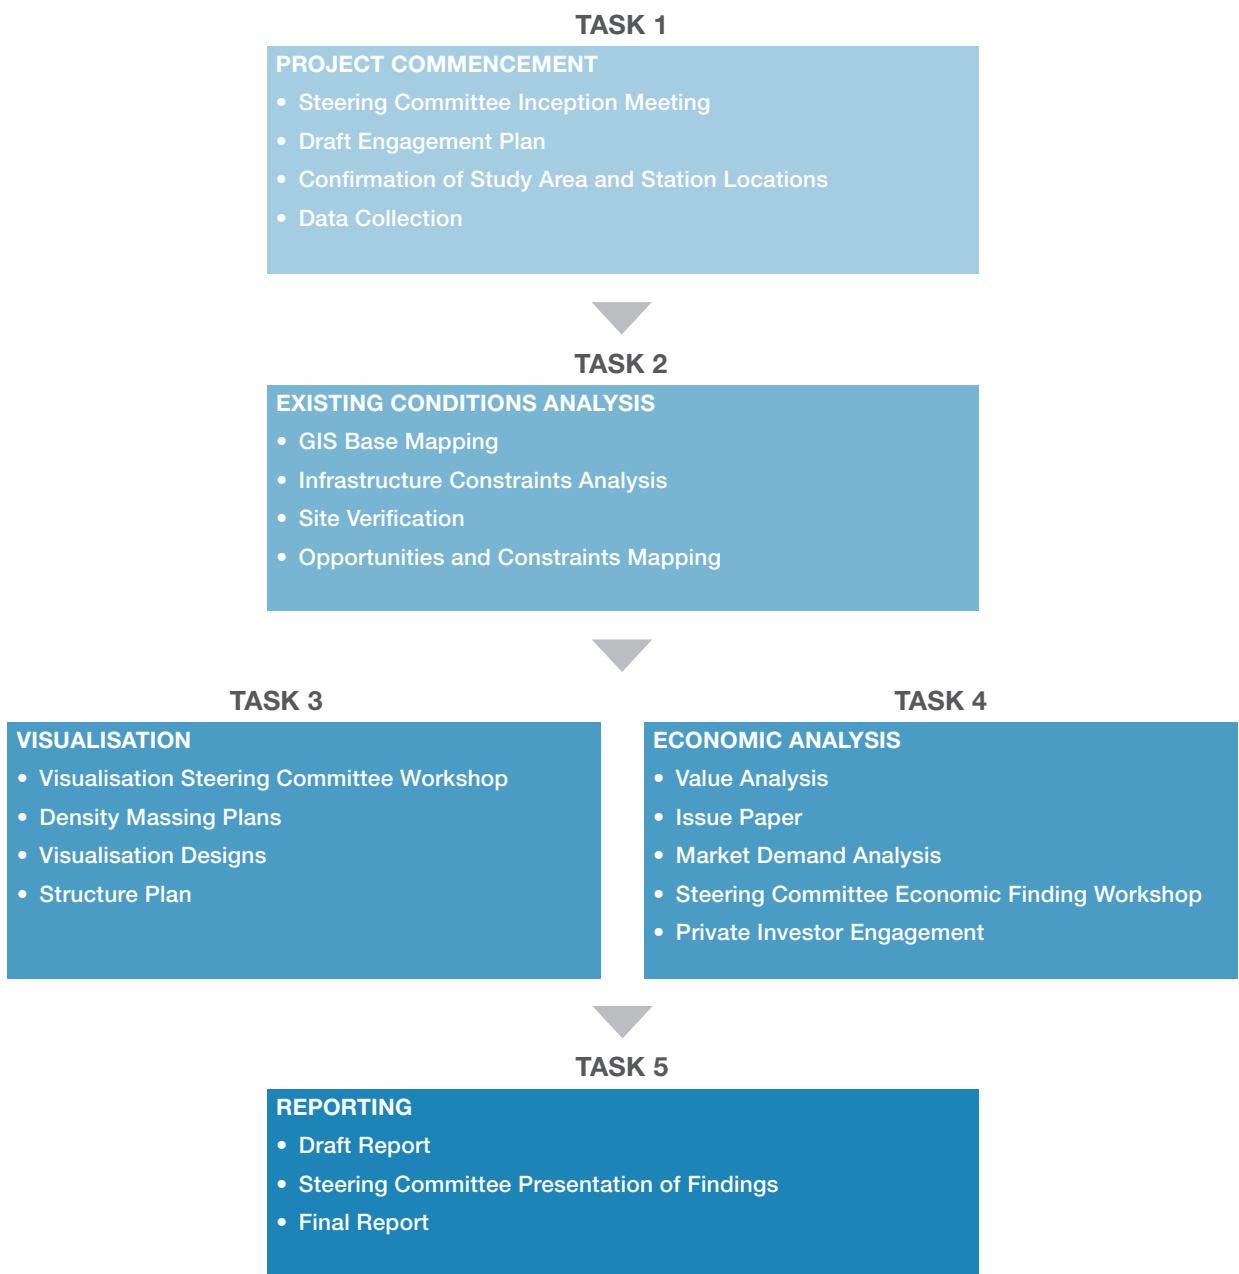 TASK 1
PROJECT COMMENCEMENT
• Steering Committee Inception Meeting
• Draft Engagement Plan
• Confirmation of Study Area and Station Locations
• Data Collection
TASK 2
EXISTING CONDITIONS ANALYSIS
• GIS Base Mapping
• Infrastructure Constraints Analysis
• Site Verification
• Opportunities and Constraints Mapping
TASK 3
VISUALISATION
• Visualisation Steering Committee Workshop
• Density Massing Plans
• Visualisation Designs
• Structure Plan
TASK 4
ECONOMIC ANALYSIS
• Value Analysis
• Issue Paper
• Market Demand Analysis
• Steering Committee Economic Finding Workshop
• Private Investor Engagement
TASK 5
REPORTING
• Draft Report
• Steering Committee Presentation of Findings
• Final Report